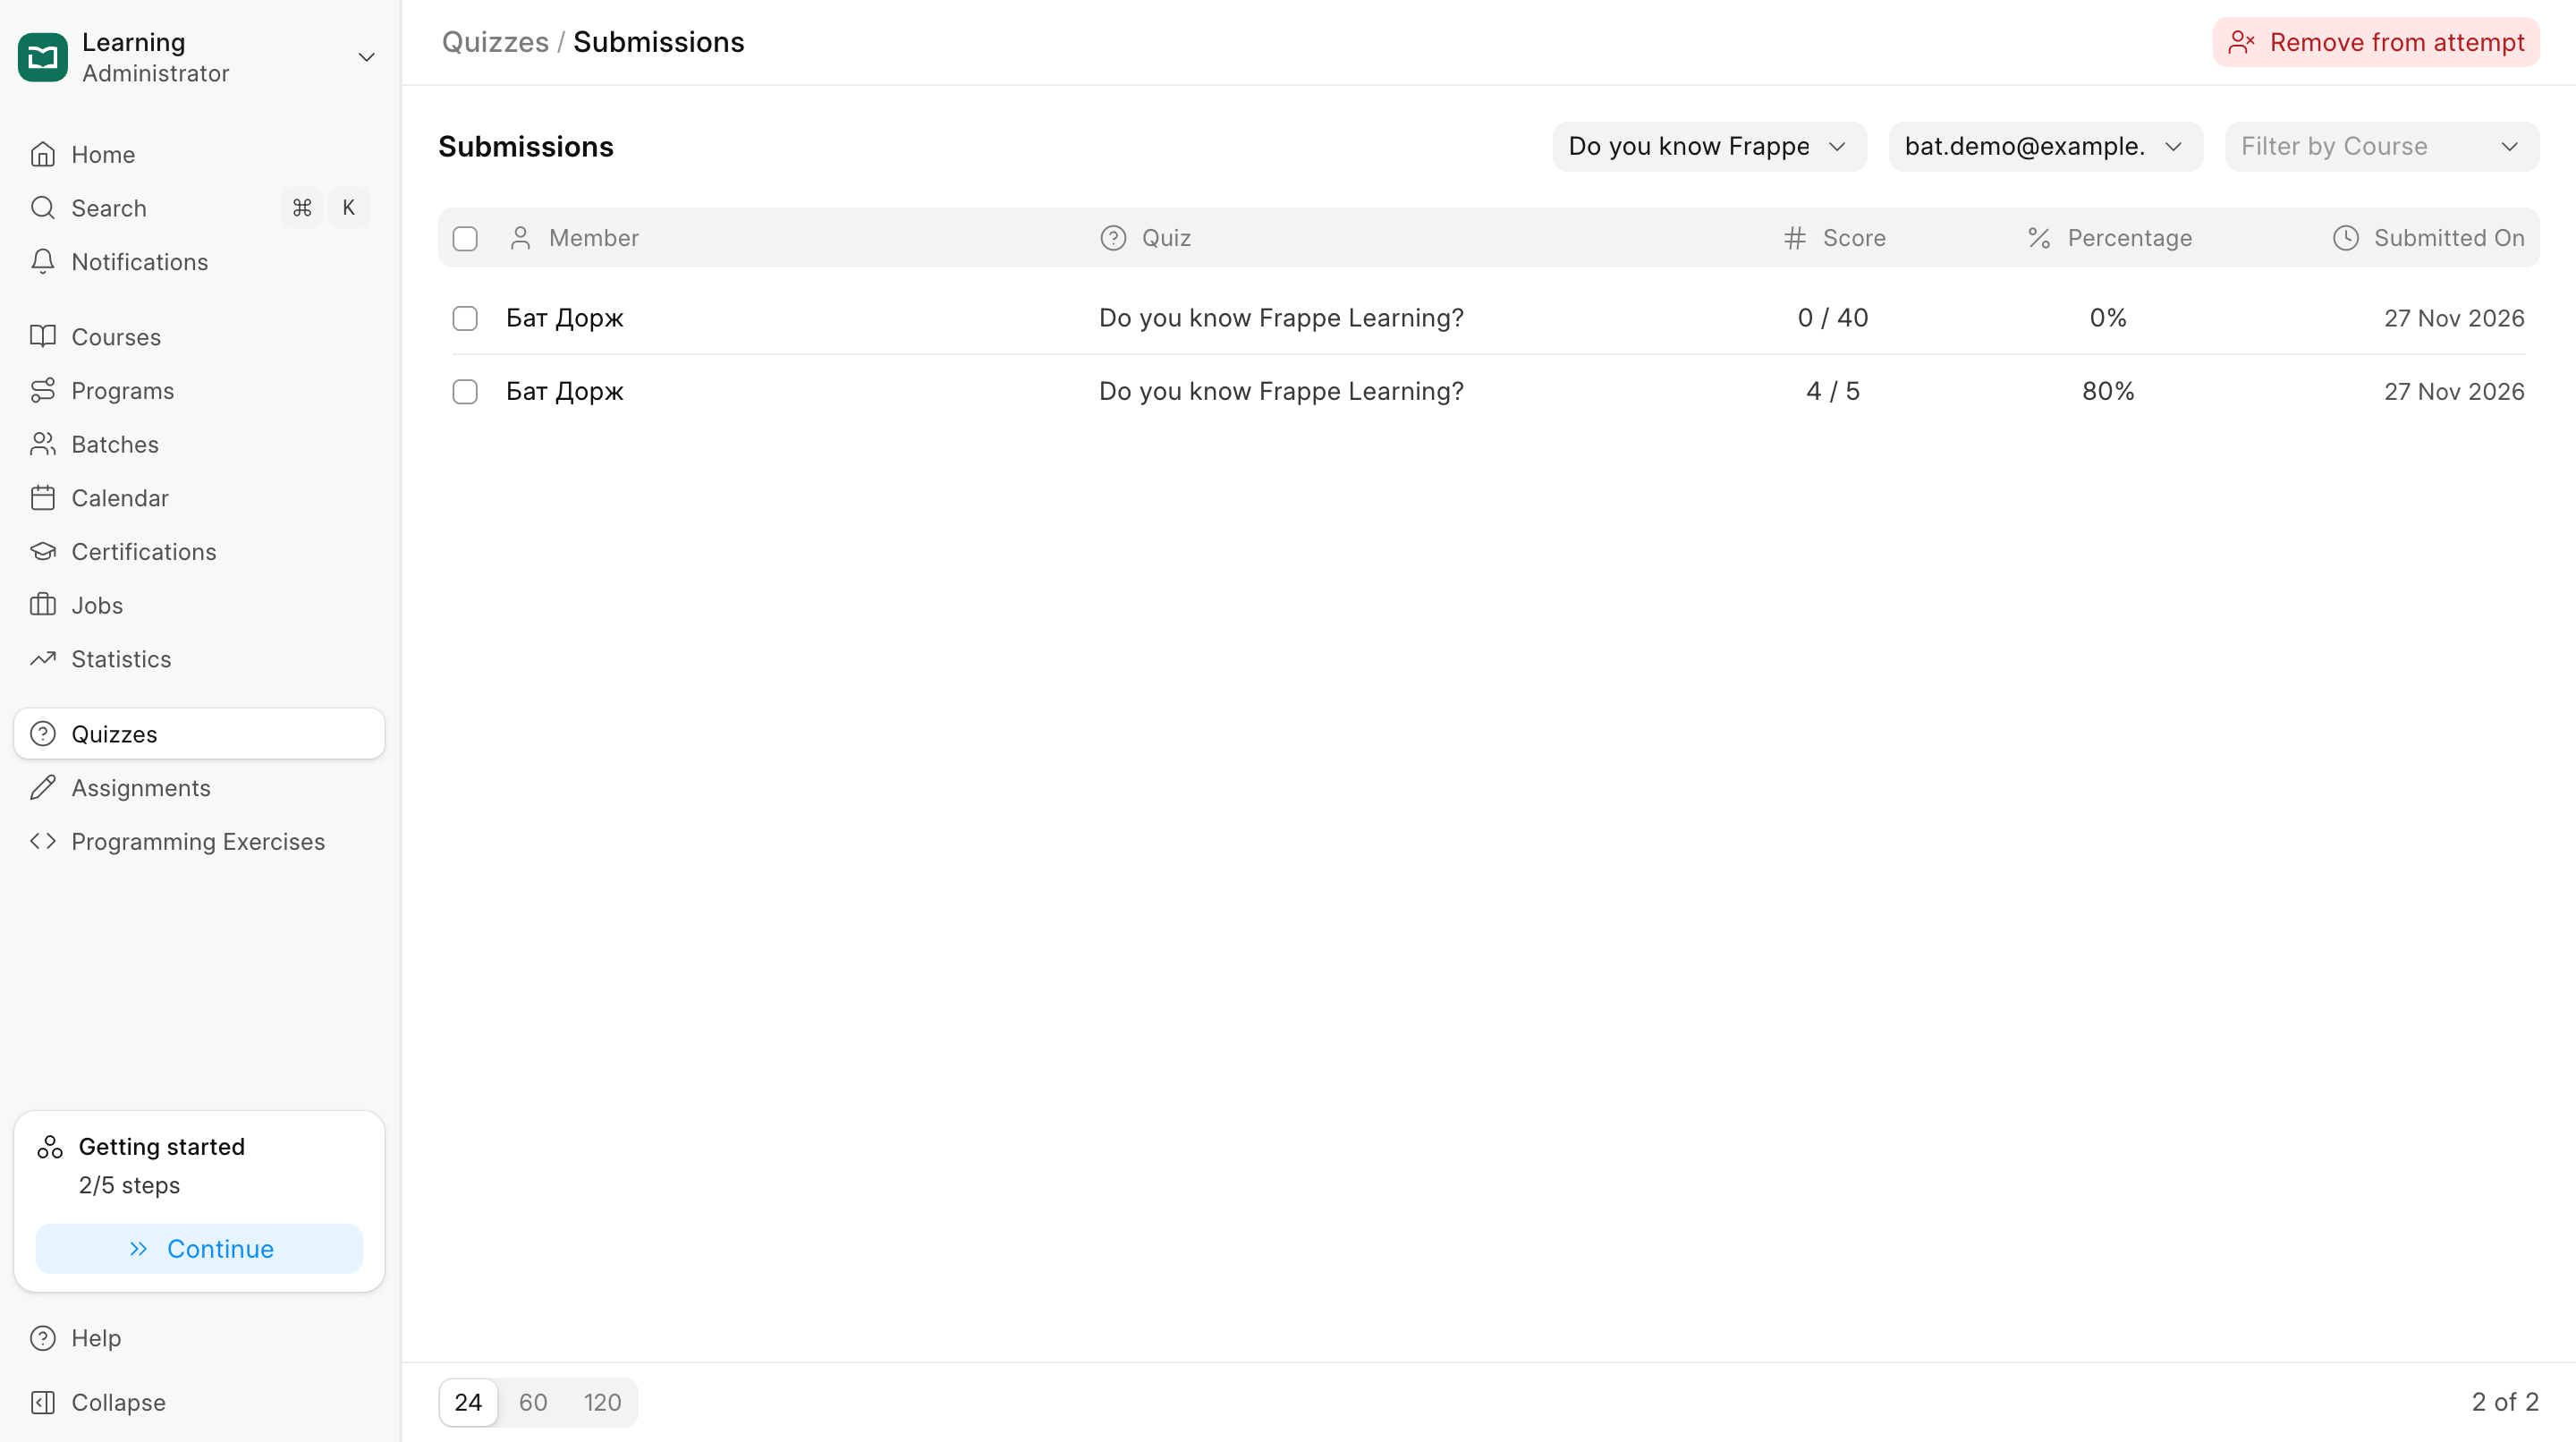 Learning
Administrator
Home
Search ⌘ K
Notifications
Courses
Programs
Batches
Calendar
Certifications
Jobs
Statistics
Quizzes
Assignments
Programming Exercises
Getting started
2/5 steps
Continue
Help
Collapse
Quizzes / Submissions
Remove from attempt
Submissions
Do you know Frappe
bat.demo@example.
Filter by Course
Member Quiz Score Percentage Submitted On
Бат Дорж Do you know Frappe Learning? 0 / 40 0% 27 Nov 2026
Бат Дорж Do you know Frappe Learning? 4 / 5 80% 27 Nov 2026
24 60 120
2 of 2